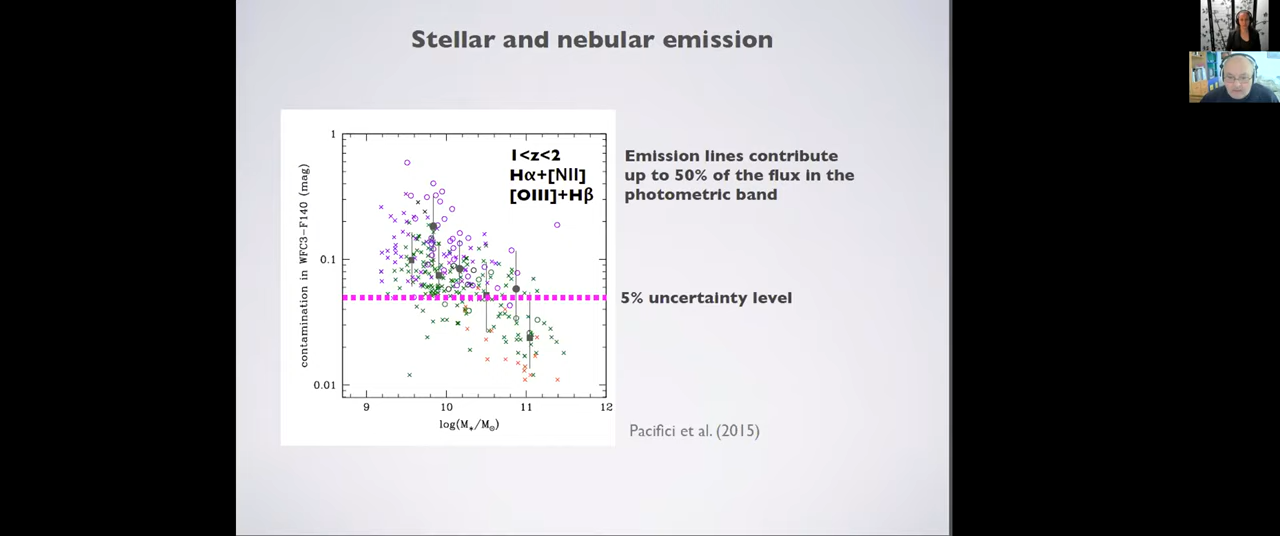 Stellar and nebular emission
1<z<2
Hα+[NII]
[OIII]+Hβ
Emission lines contribute
up to 50% of the flux in the
photometric band
5% uncertainty level
contamination in WFC3-F140 (mag)
1
0.1
0.01
9 10 11 12
log(M*/M⊙)
Pacifici et al. (2015)